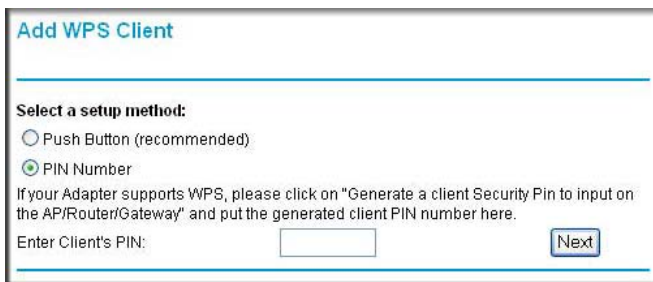 Add WPS Client
Select a setup method:
Push Button (recommended)
PIN Number
If your Adapter supports WPS, please click on "Generate a client Security Pin to input on
the AP/Router/Gateway" and put the generated client PIN number here.
Enter Client's PIN:
Next